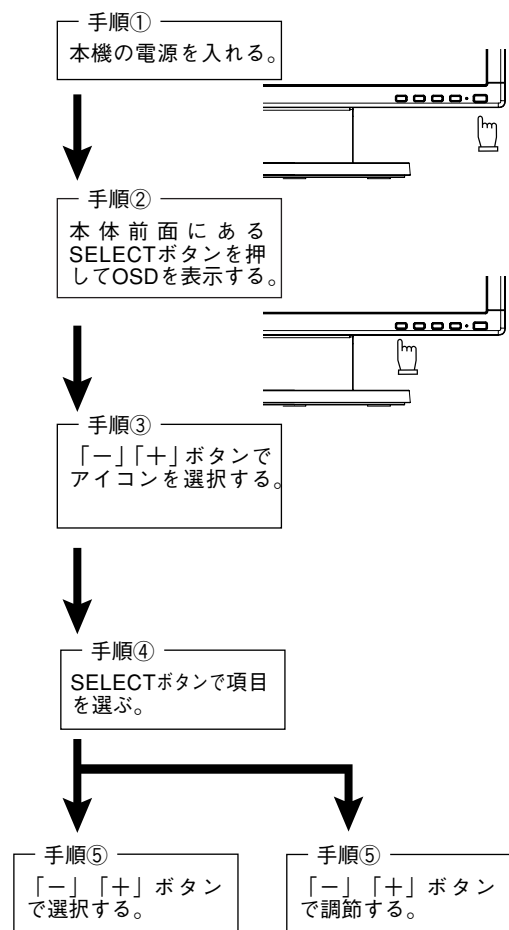 手順①
本機の電源を入れる。
手順②
本体前面にある
SELECTボタンを押
してOSDを表示する。
手順③
「－」「＋」ボタンで
アイコンを選択する。
手順④
SELECTボタンで項目
を選ぶ。
手順⑤
「－」「＋」ボタン
で選択する。
手順⑤
「－」「＋」ボタン
で調節する。